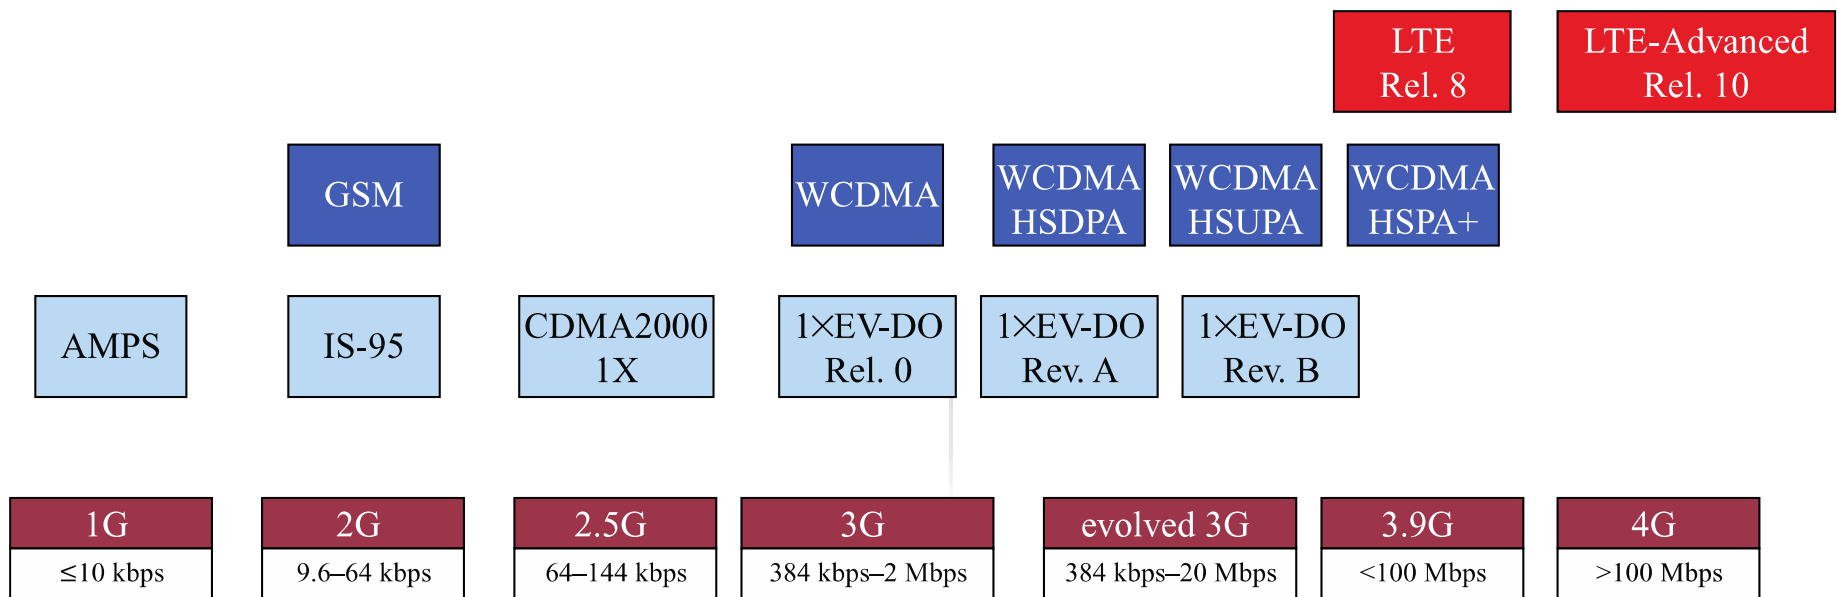 LTE
Rel. 8
LTE-Advanced
Rel. 10
GSM
WCDMA
WCDMA
HSDPA
WCDMA
HSUPA
WCDMA
HSPA+
AMPS
IS-95
CDMA2000
1X
1×EV-DO
Rel. 0
1×EV-DO
Rev. A
1×EV-DO
Rev. B
1G
≤10 kbps
2G
9.6–64 kbps
2.5G
64–144 kbps
3G
384 kbps–2 Mbps
evolved 3G
384 kbps–20 Mbps
3.9G
<100 Mbps
4G
>100 Mbps